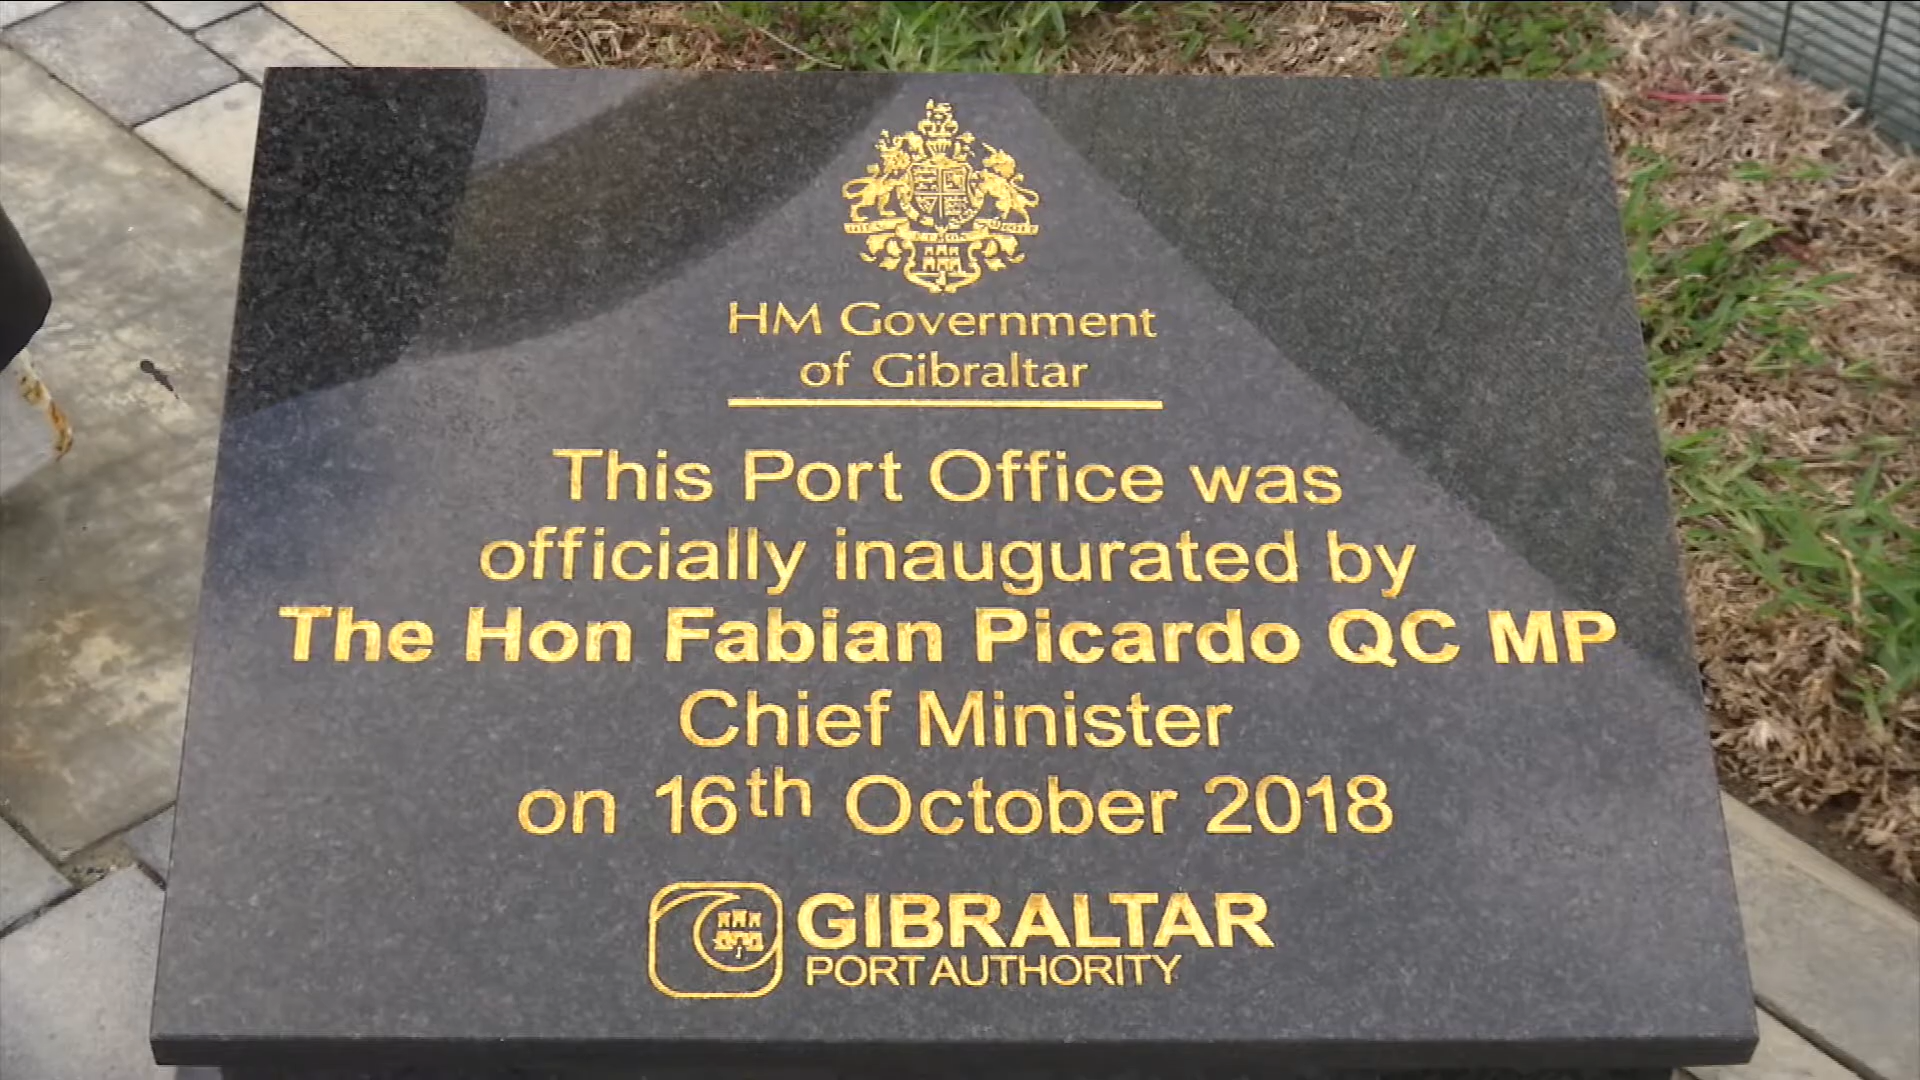 HM Government
of Gibraltar
This Port Office was
officially inaugurated by
The Hon Fabian Picardo QC MP
Chief Minister
on 16th October 2018
GIBRALTAR
PORT AUTHORITY